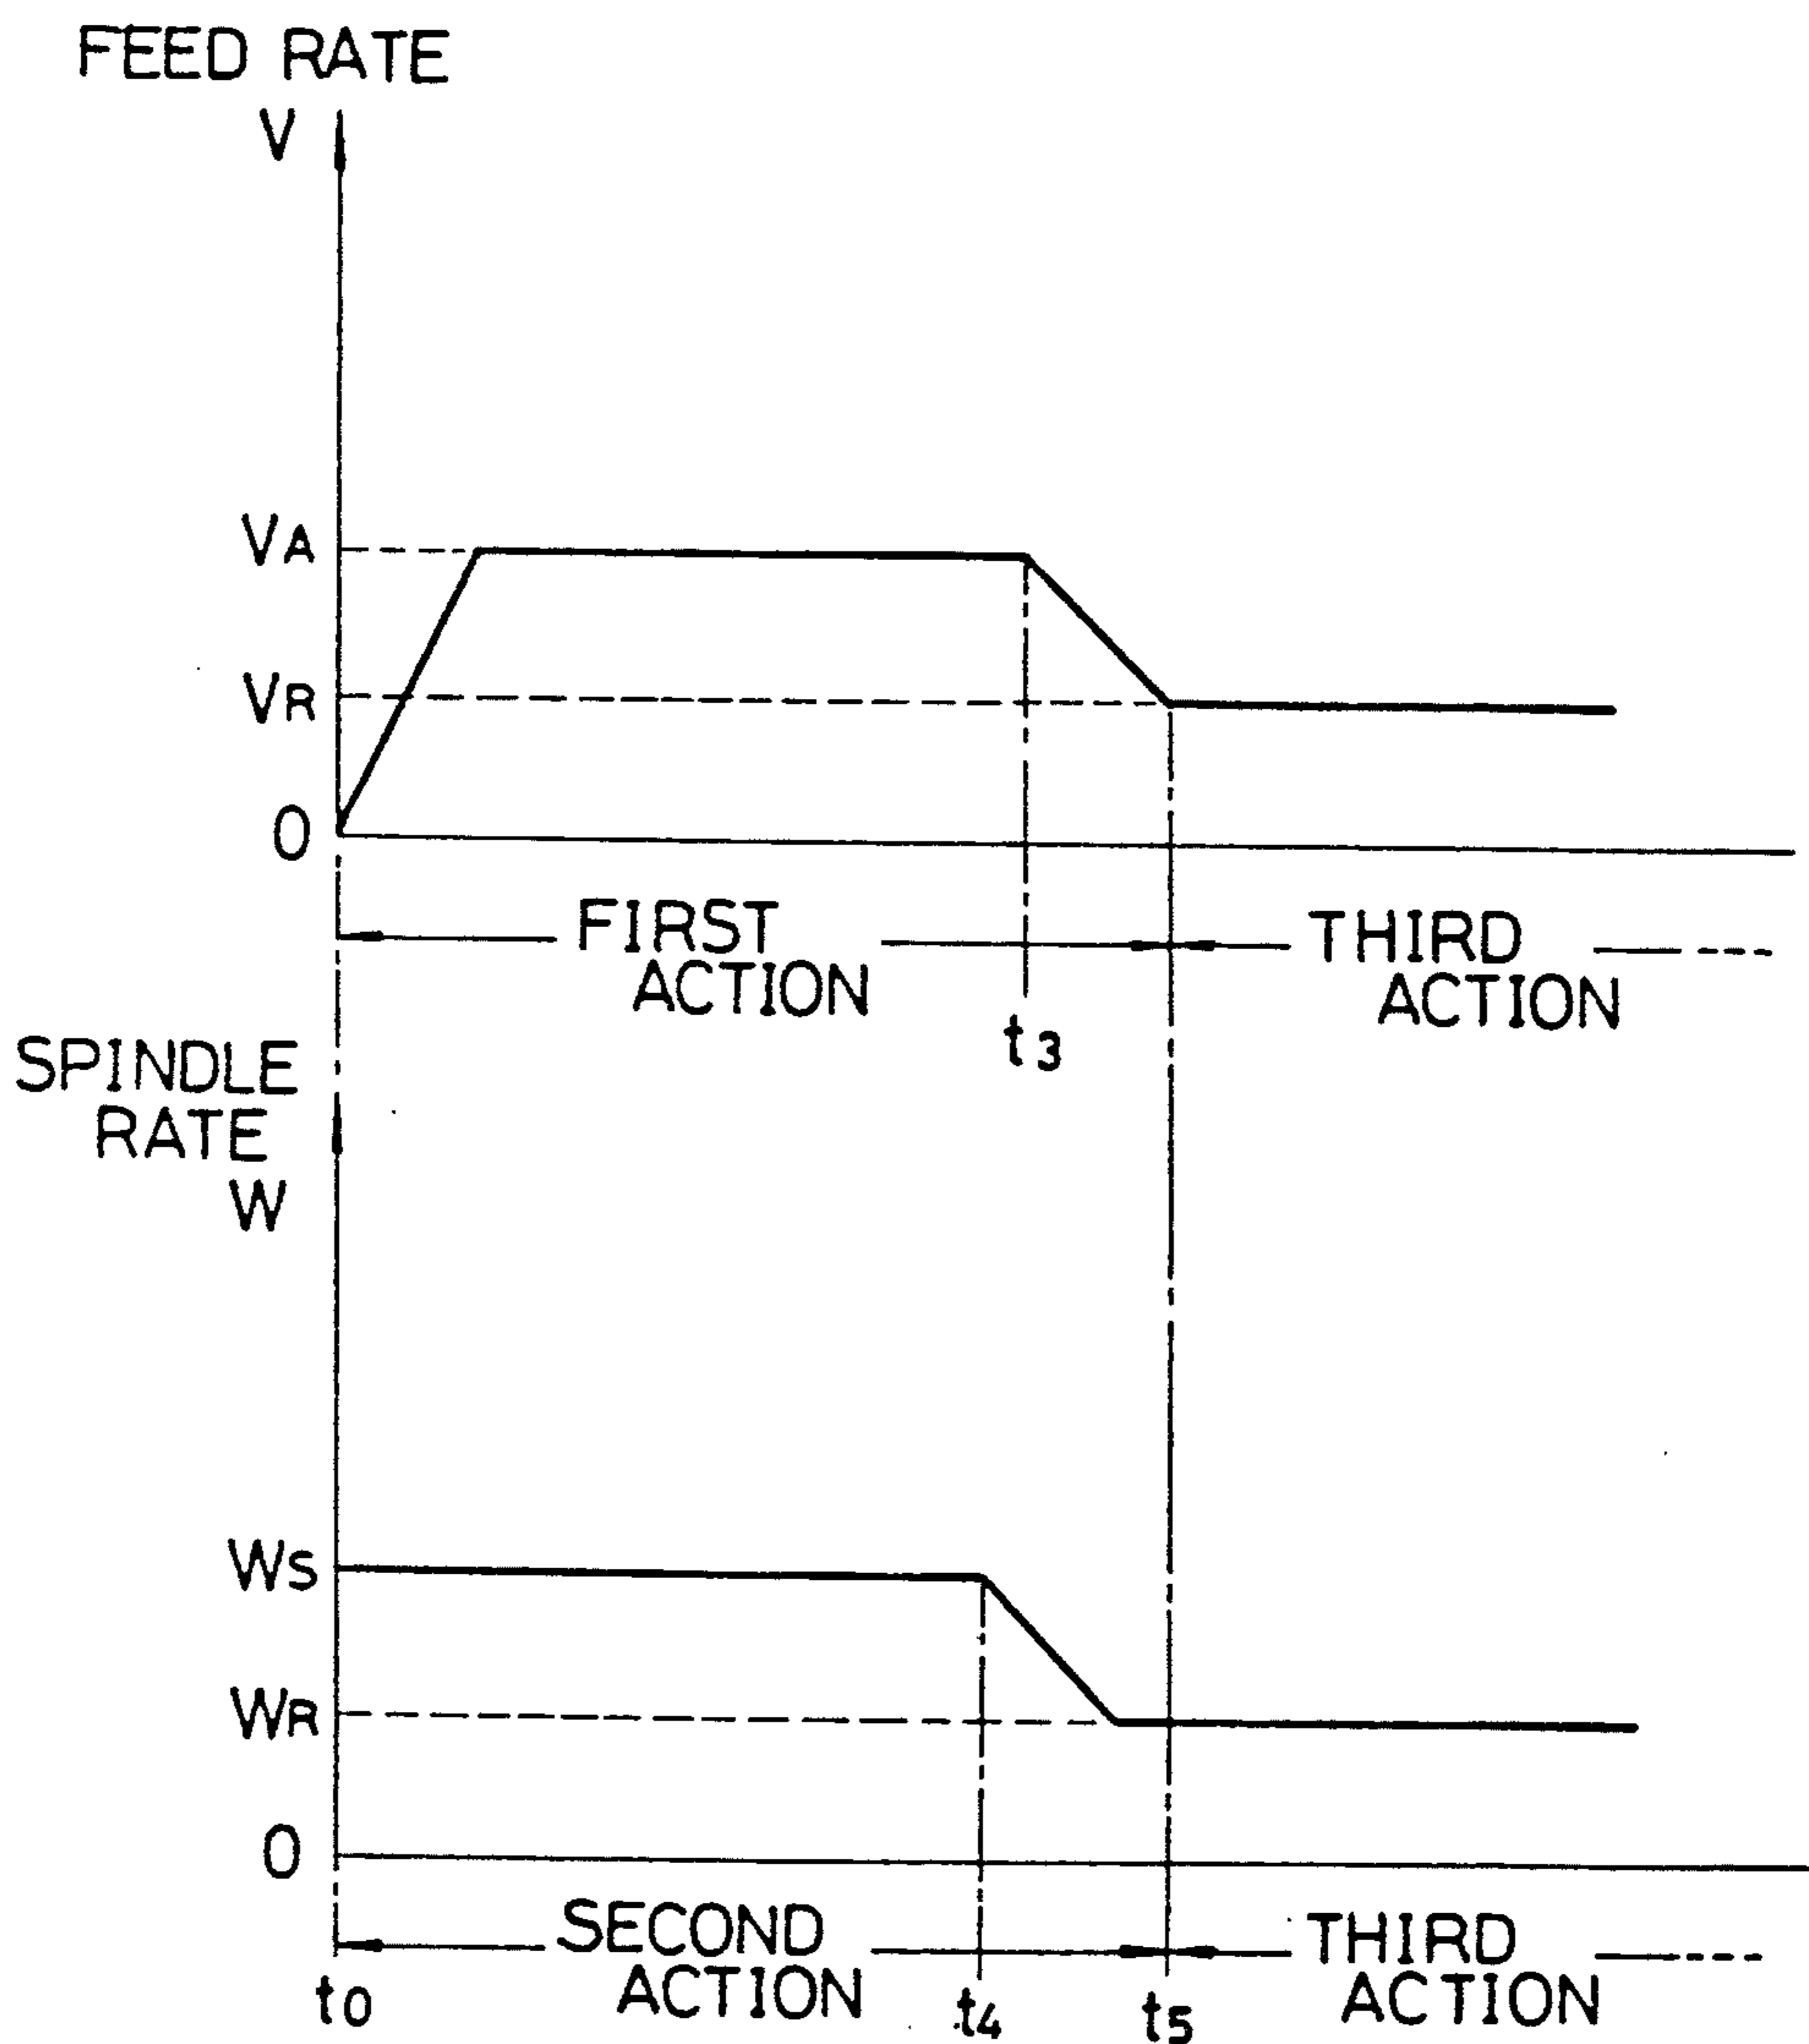 FEED RATE
V
VA
VR
0
FIRST
ACTION
THIRD
ACTION
t3
SPINDLE
RATE
W
WS
WR
0
SECOND
ACTION
THIRD
ACTION
t0
t4
t5